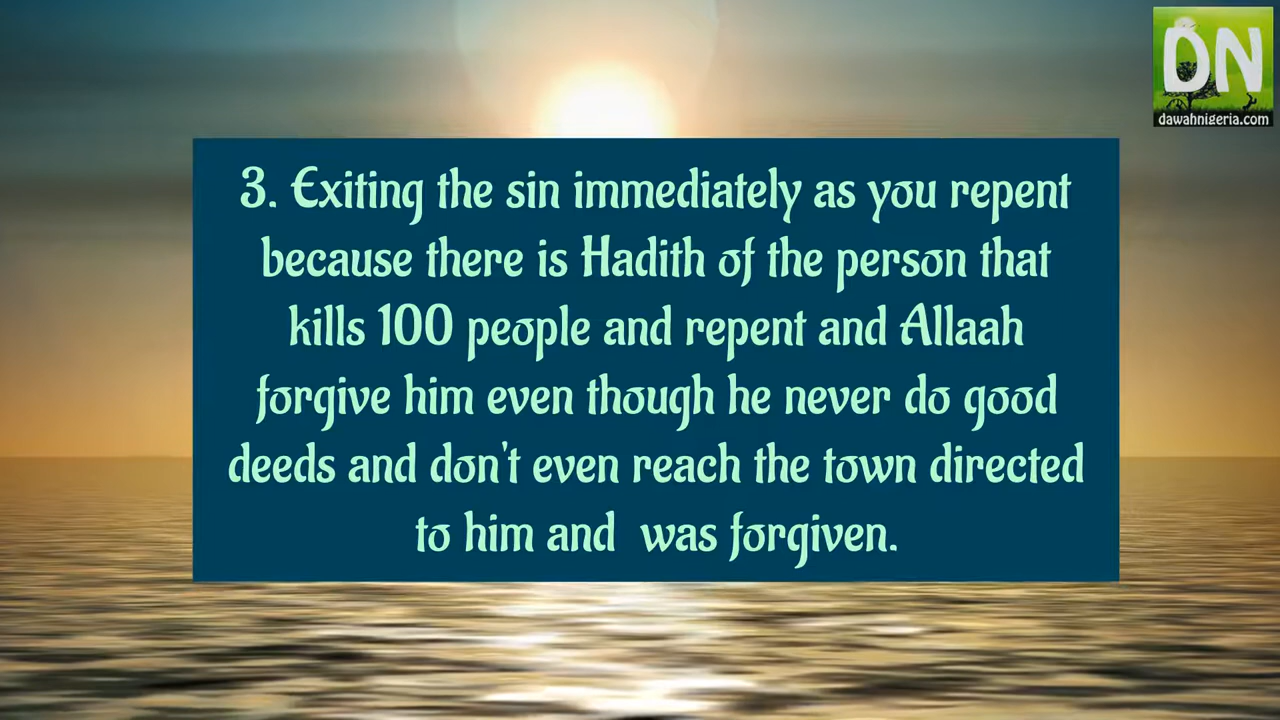 DN
dawahnigeria.com
3. Exiting the sin immediately as you repent
because there is Hadith of the person that
kills 100 people and repent and Allaah
forgive him even though he never do good
deeds and don't even reach the town directed
to him and  was forgiven.